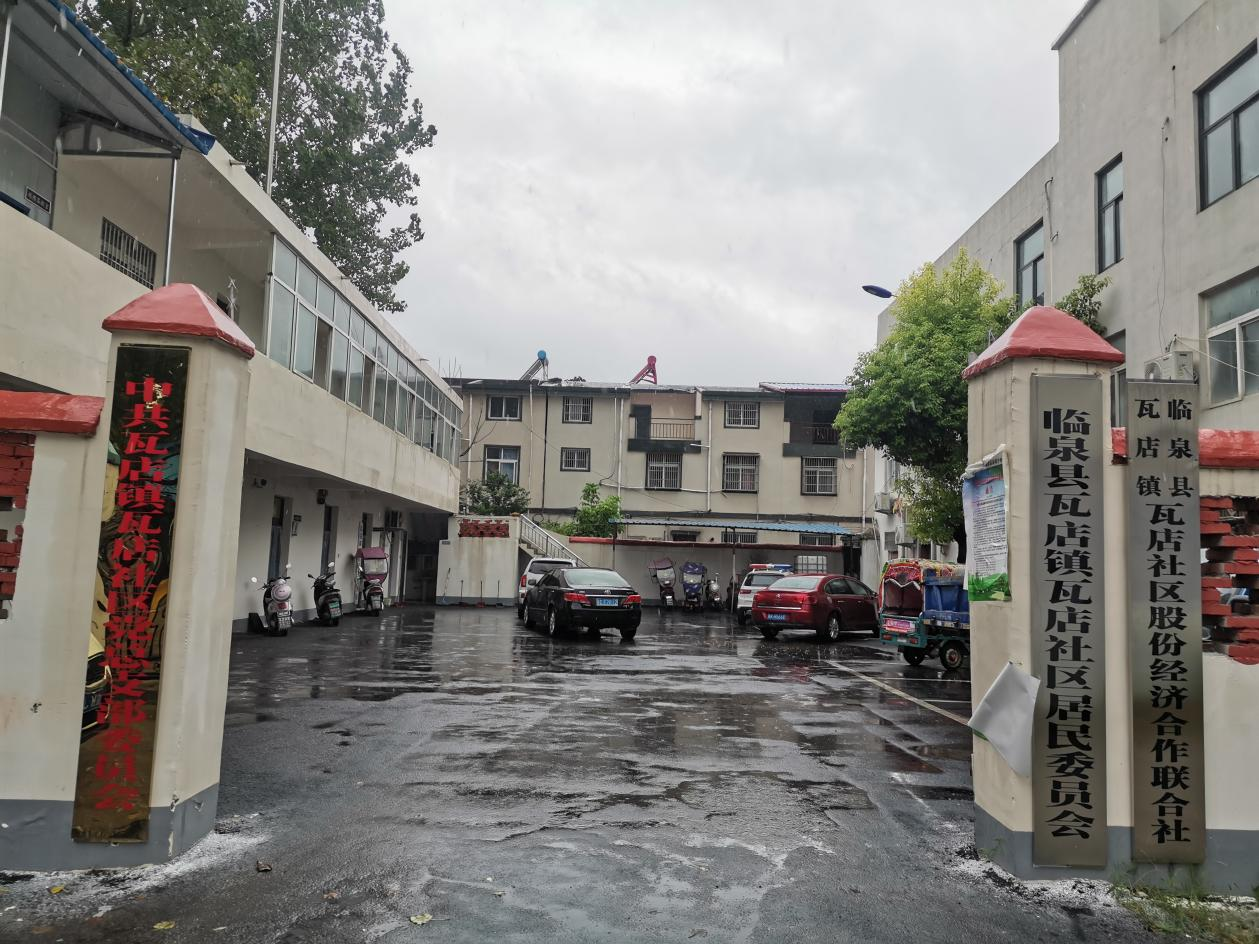 中共瓦店镇瓦店社区党总支部委员会
临泉县瓦店镇瓦店社区居民委员会
临泉县
瓦店镇
瓦店社区股份经济合作联合社